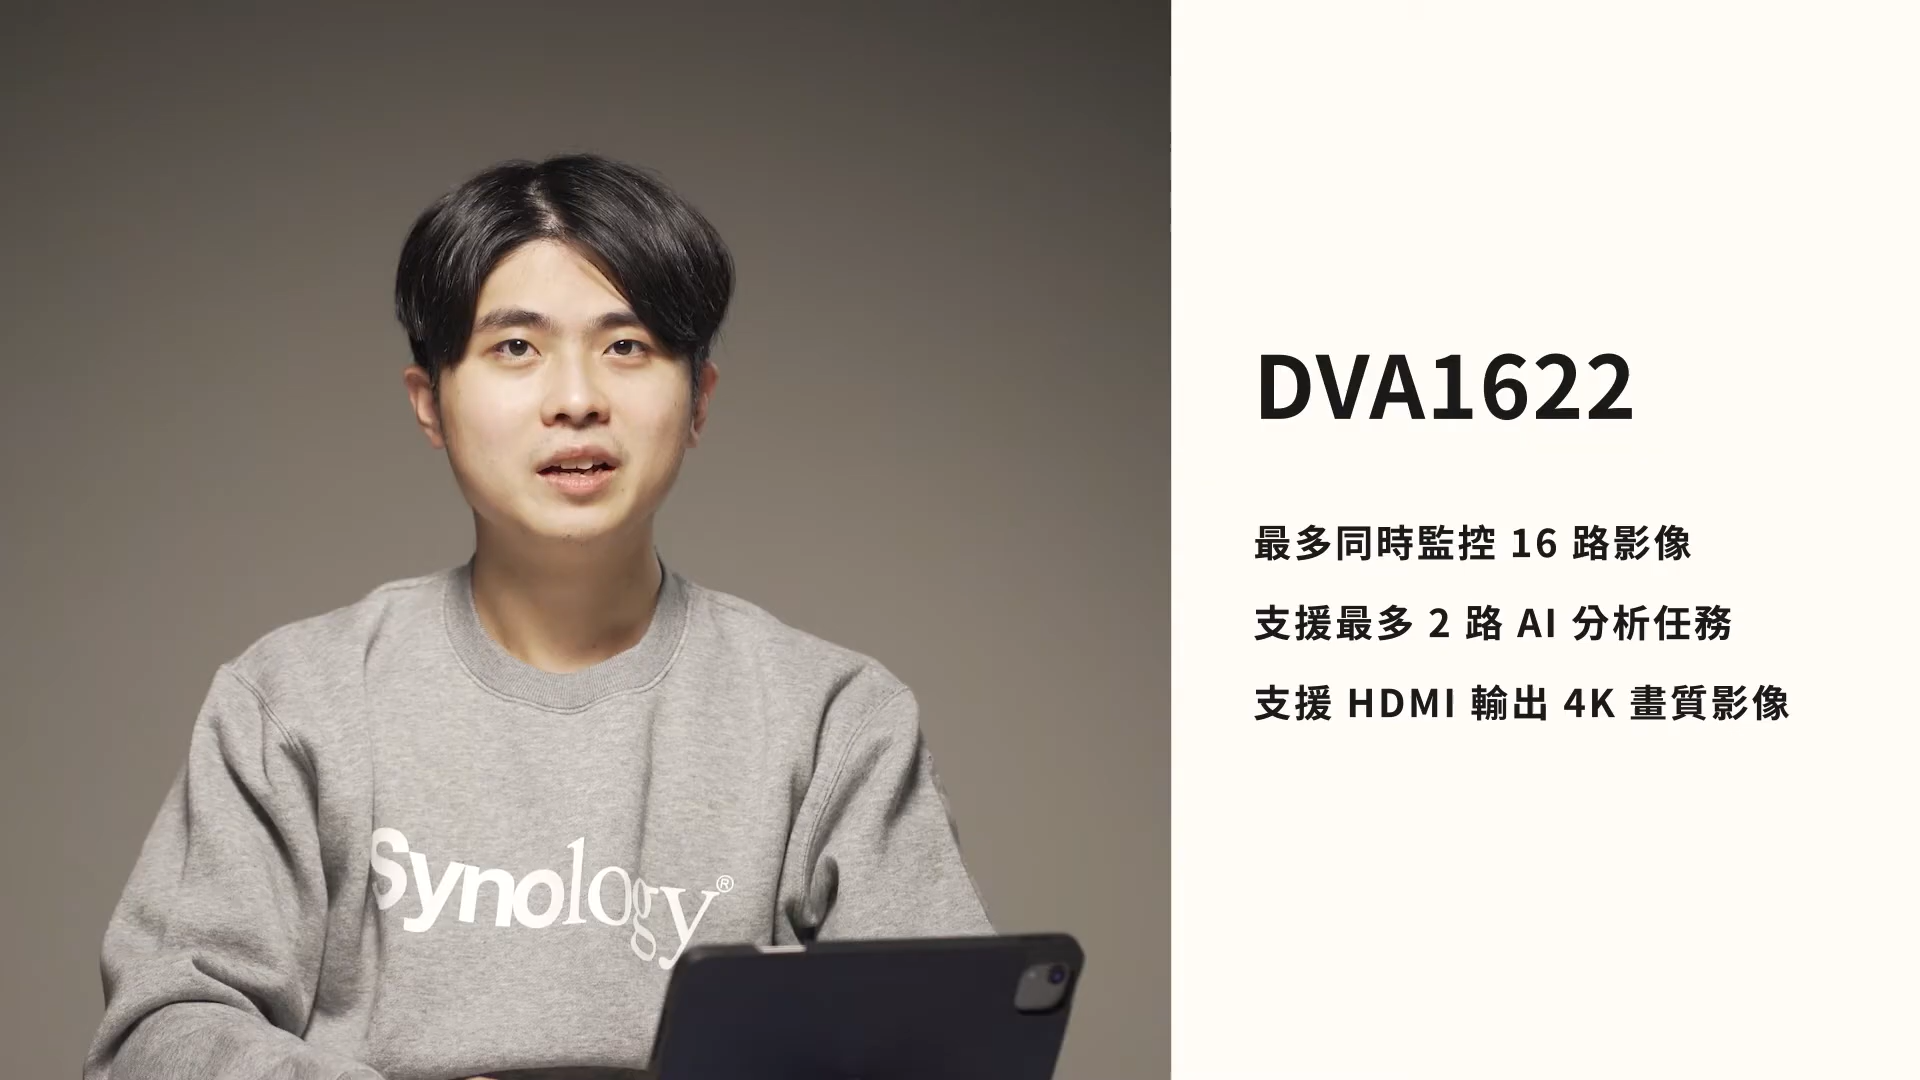 DVA1622
最多同時監控 16 路影像
支援最多 2 路 AI 分析任務
支援 HDMI 輸出 4K 畫質影像
Synology®